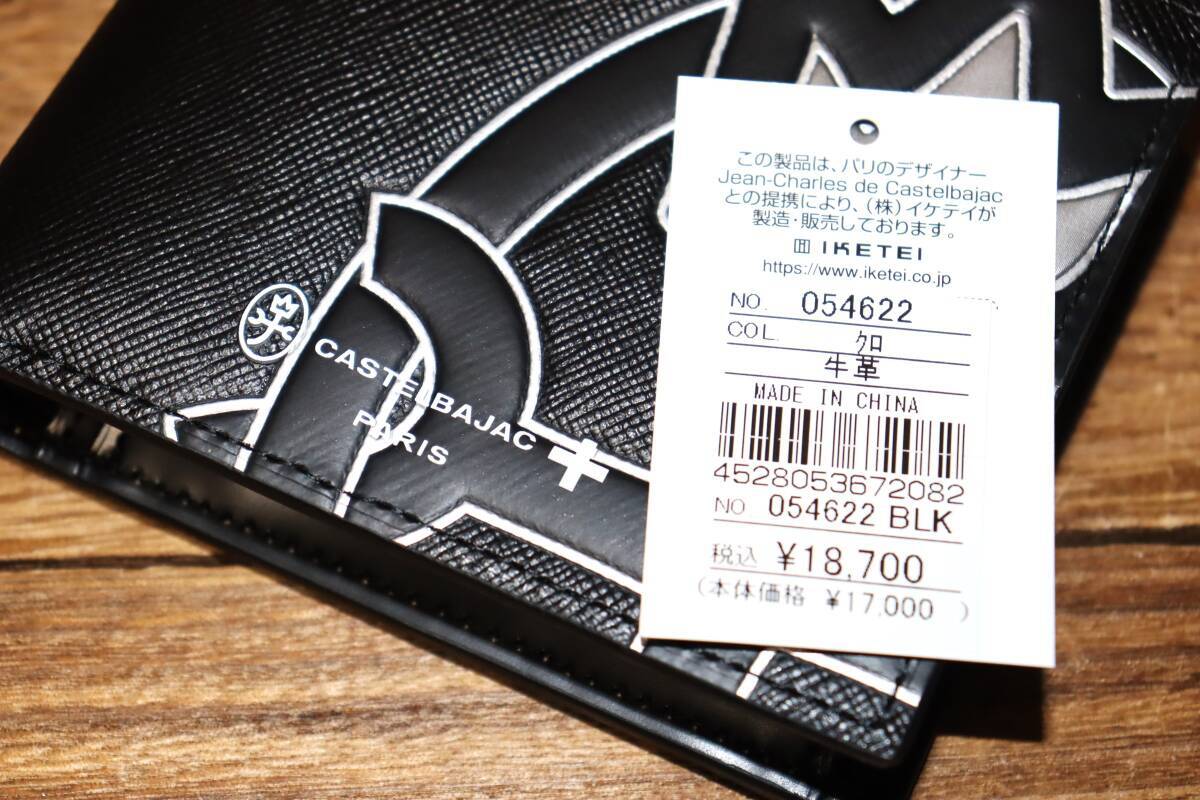 CASTELBAJAC
PARIS
この製品は、パリのデザイナー
Jean-Charles de Castelbajac
との提携により、(株)イケテイが
製造・販売しております。
IKETEI
https://www.iketei.co.jp
NO. 054622
COL. クロ
牛革
MADE IN CHINA
4528053672082
NO 054622 BLK
税込 ¥18,700
(本体価格 ¥17,000 )